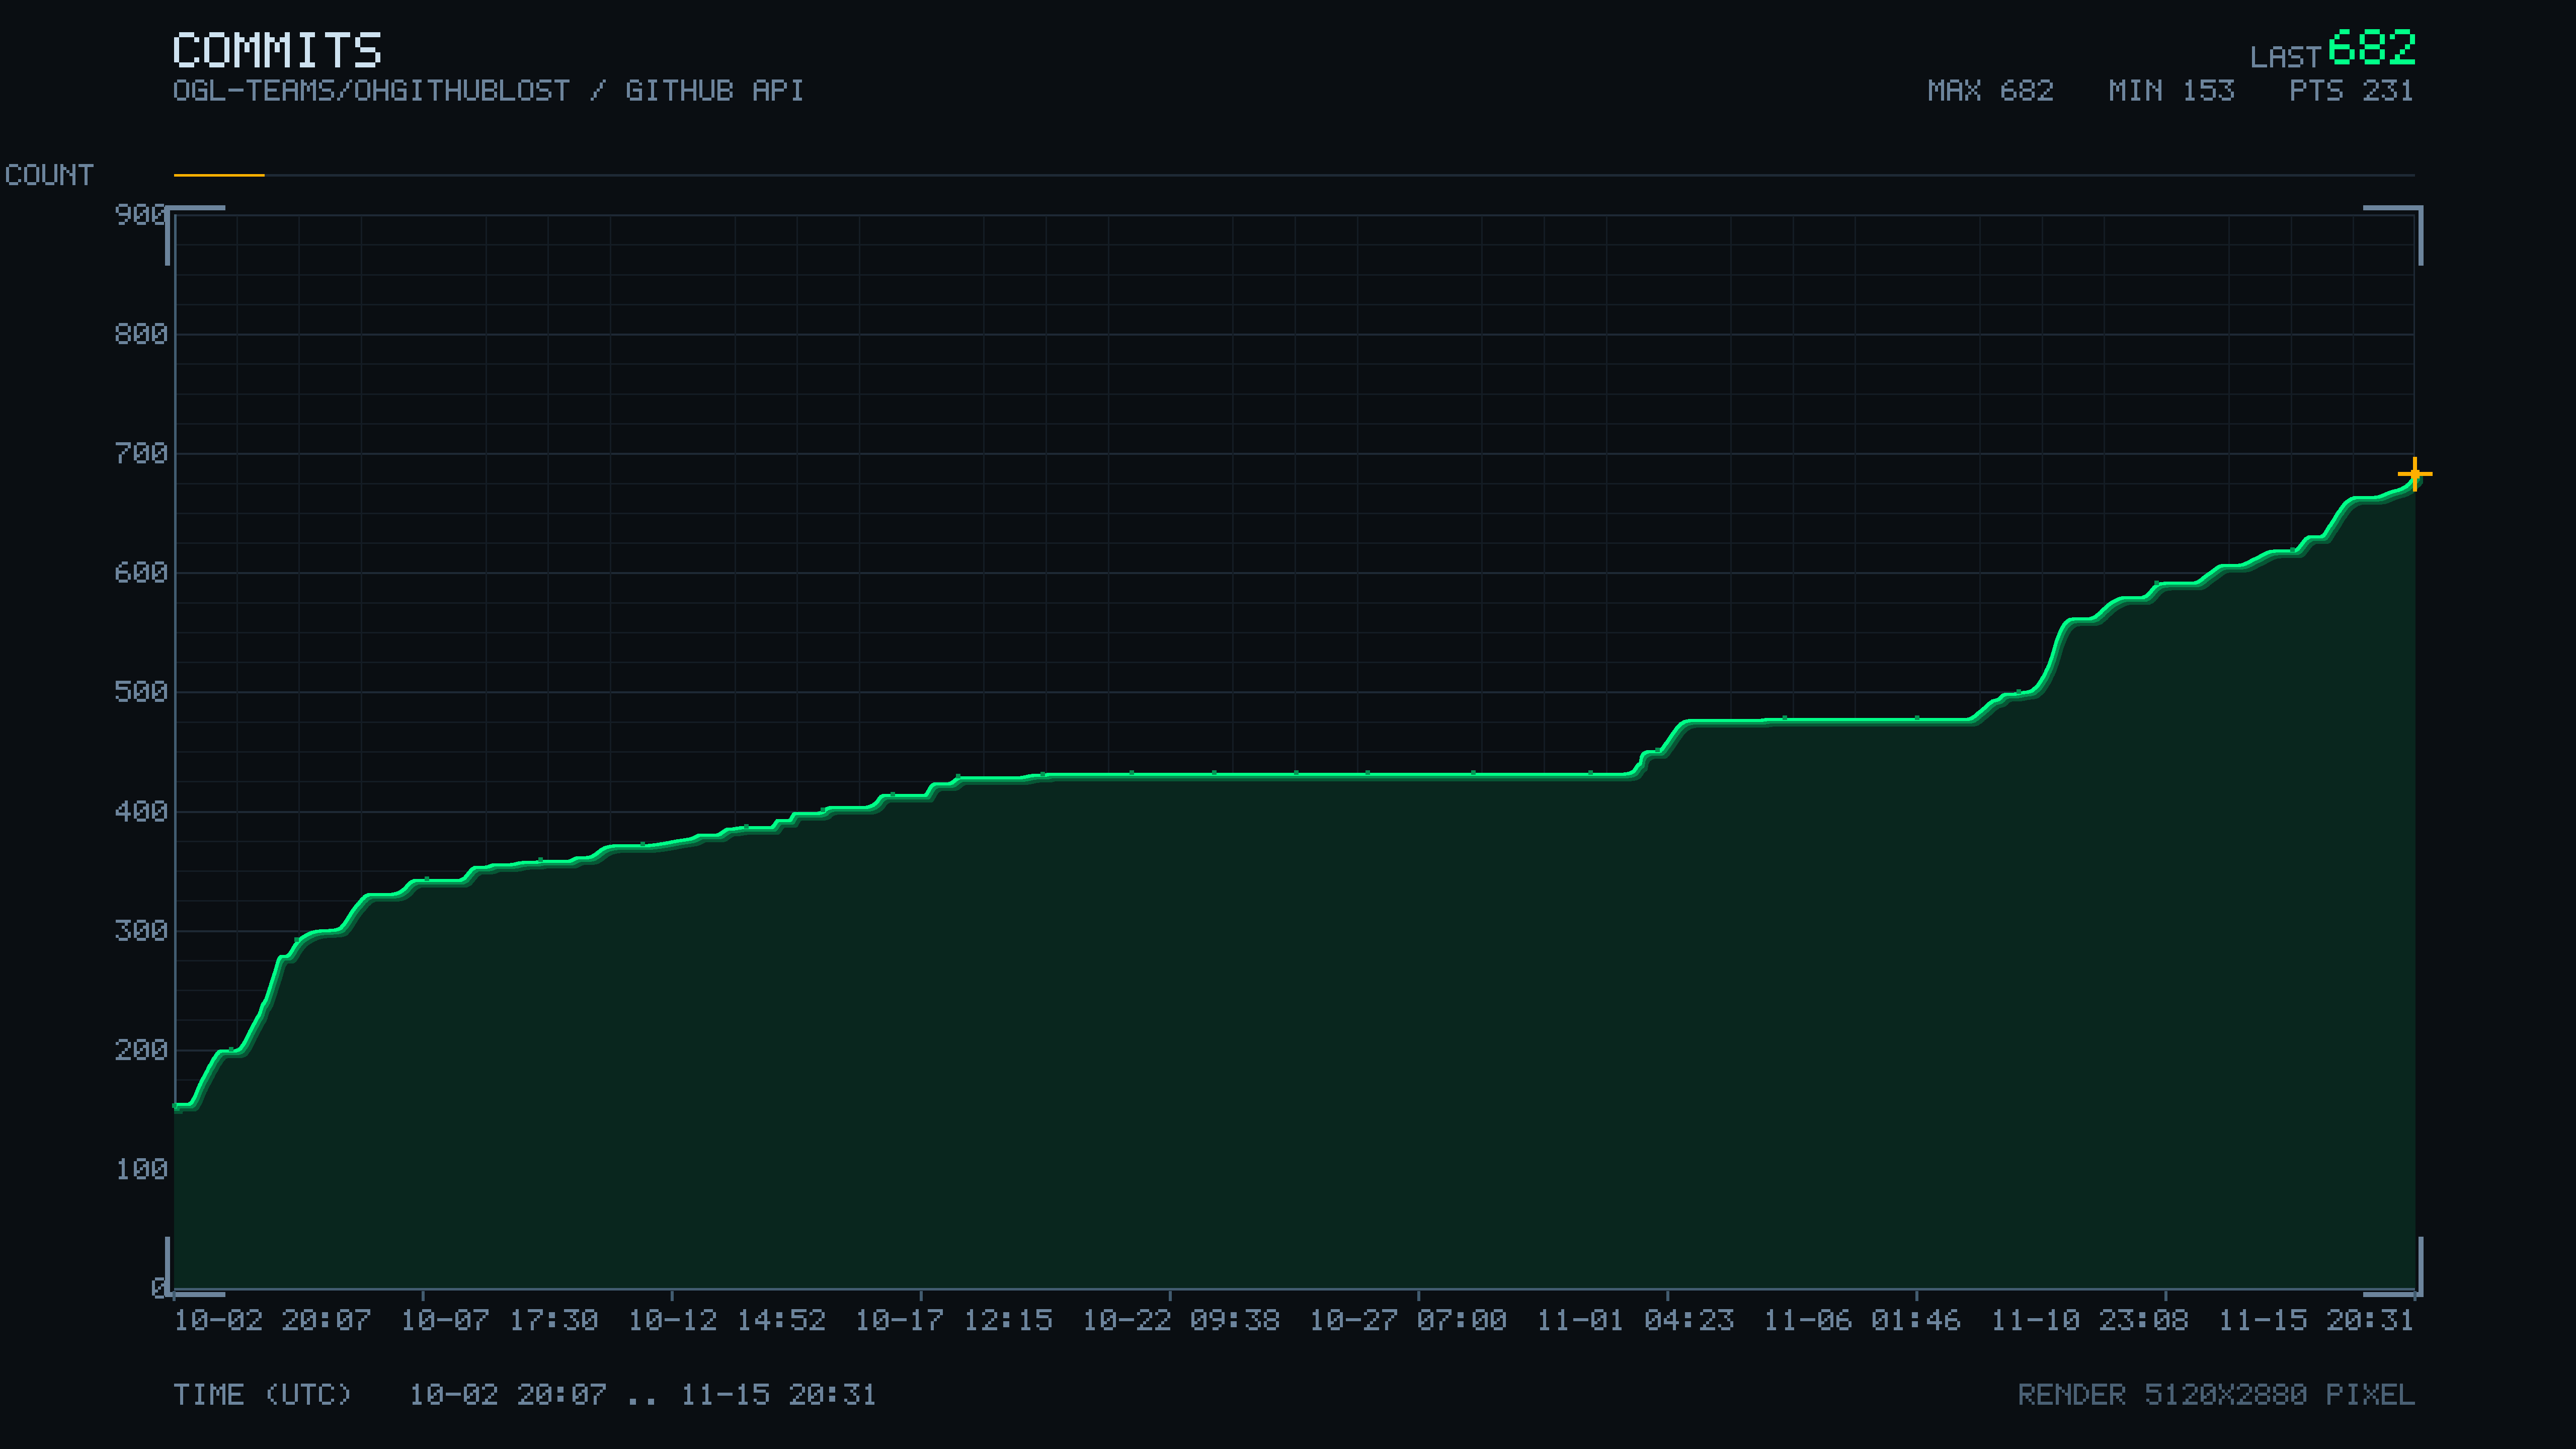 COMMITS
LAST 682
OGL-TEAMS/OHGITHUBLOST / GITHUB API
MAX 682 MIN 153 PTS 231
COUNT
900
800
700
600
500
400
300
200
100
0
10-02 20:07 10-07 17:30 10-12 14:52 10-17 12:15 10-22 09:38 10-27 07:00 11-01 04:23 11-06 01:46 11-10 23:08 11-15 20:31
TIME (UTC) 10-02 20:07 .. 11-15 20:31
RENDER 5120X2880 PIXEL